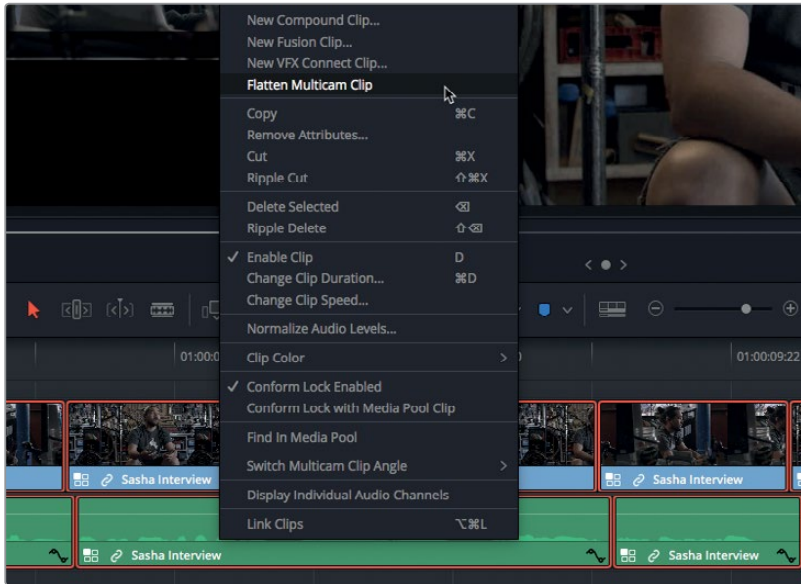 New Compound Clip...
New Fusion Clip...
New VFX Connect Clip...
Flatten Multicam Clip
Copy ⌘C
Remove Attributes...
Cut ⌘X
Ripple Cut ⇧⌘X
Delete Selected ⌫
Ripple Delete ⇧⌫
Enable Clip D
Change Clip Duration... ⌘D
Change Clip Speed...
Normalize Audio Levels...
Clip Color
Conform Lock Enabled
Conform Lock with Media Pool Clip
Find In Media Pool
Switch Multicam Clip Angle
Display Individual Audio Channels
Link Clips ⌥⌘L
01:00:09:22
Sasha Interview
Sasha Interview
Sasha Interview
Sasha Interview